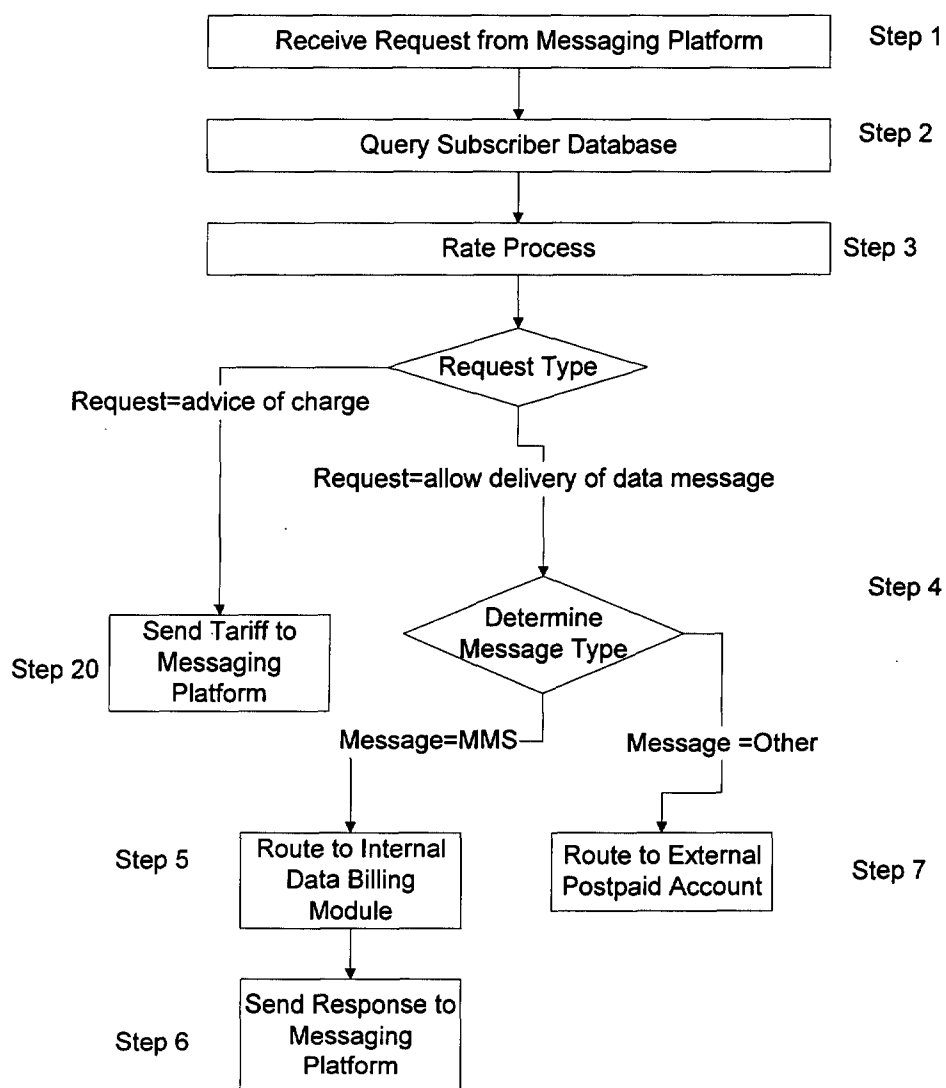 Receive Request from Messaging Platform
Step 1
Query Subscriber Database
Step 2
Rate Process
Step 3
Request Type
Request=advice of charge
Request=allow delivery of data message
Step 4
Determine
Message Type
Send Tariff to
Messaging
Platform
Step 20
Message=MMS
Message =Other
Step 5
Route to Internal
Data Billing
Module
Route to External
Postpaid Account
Step 7
Send Response to
Messaging
Platform
Step 6